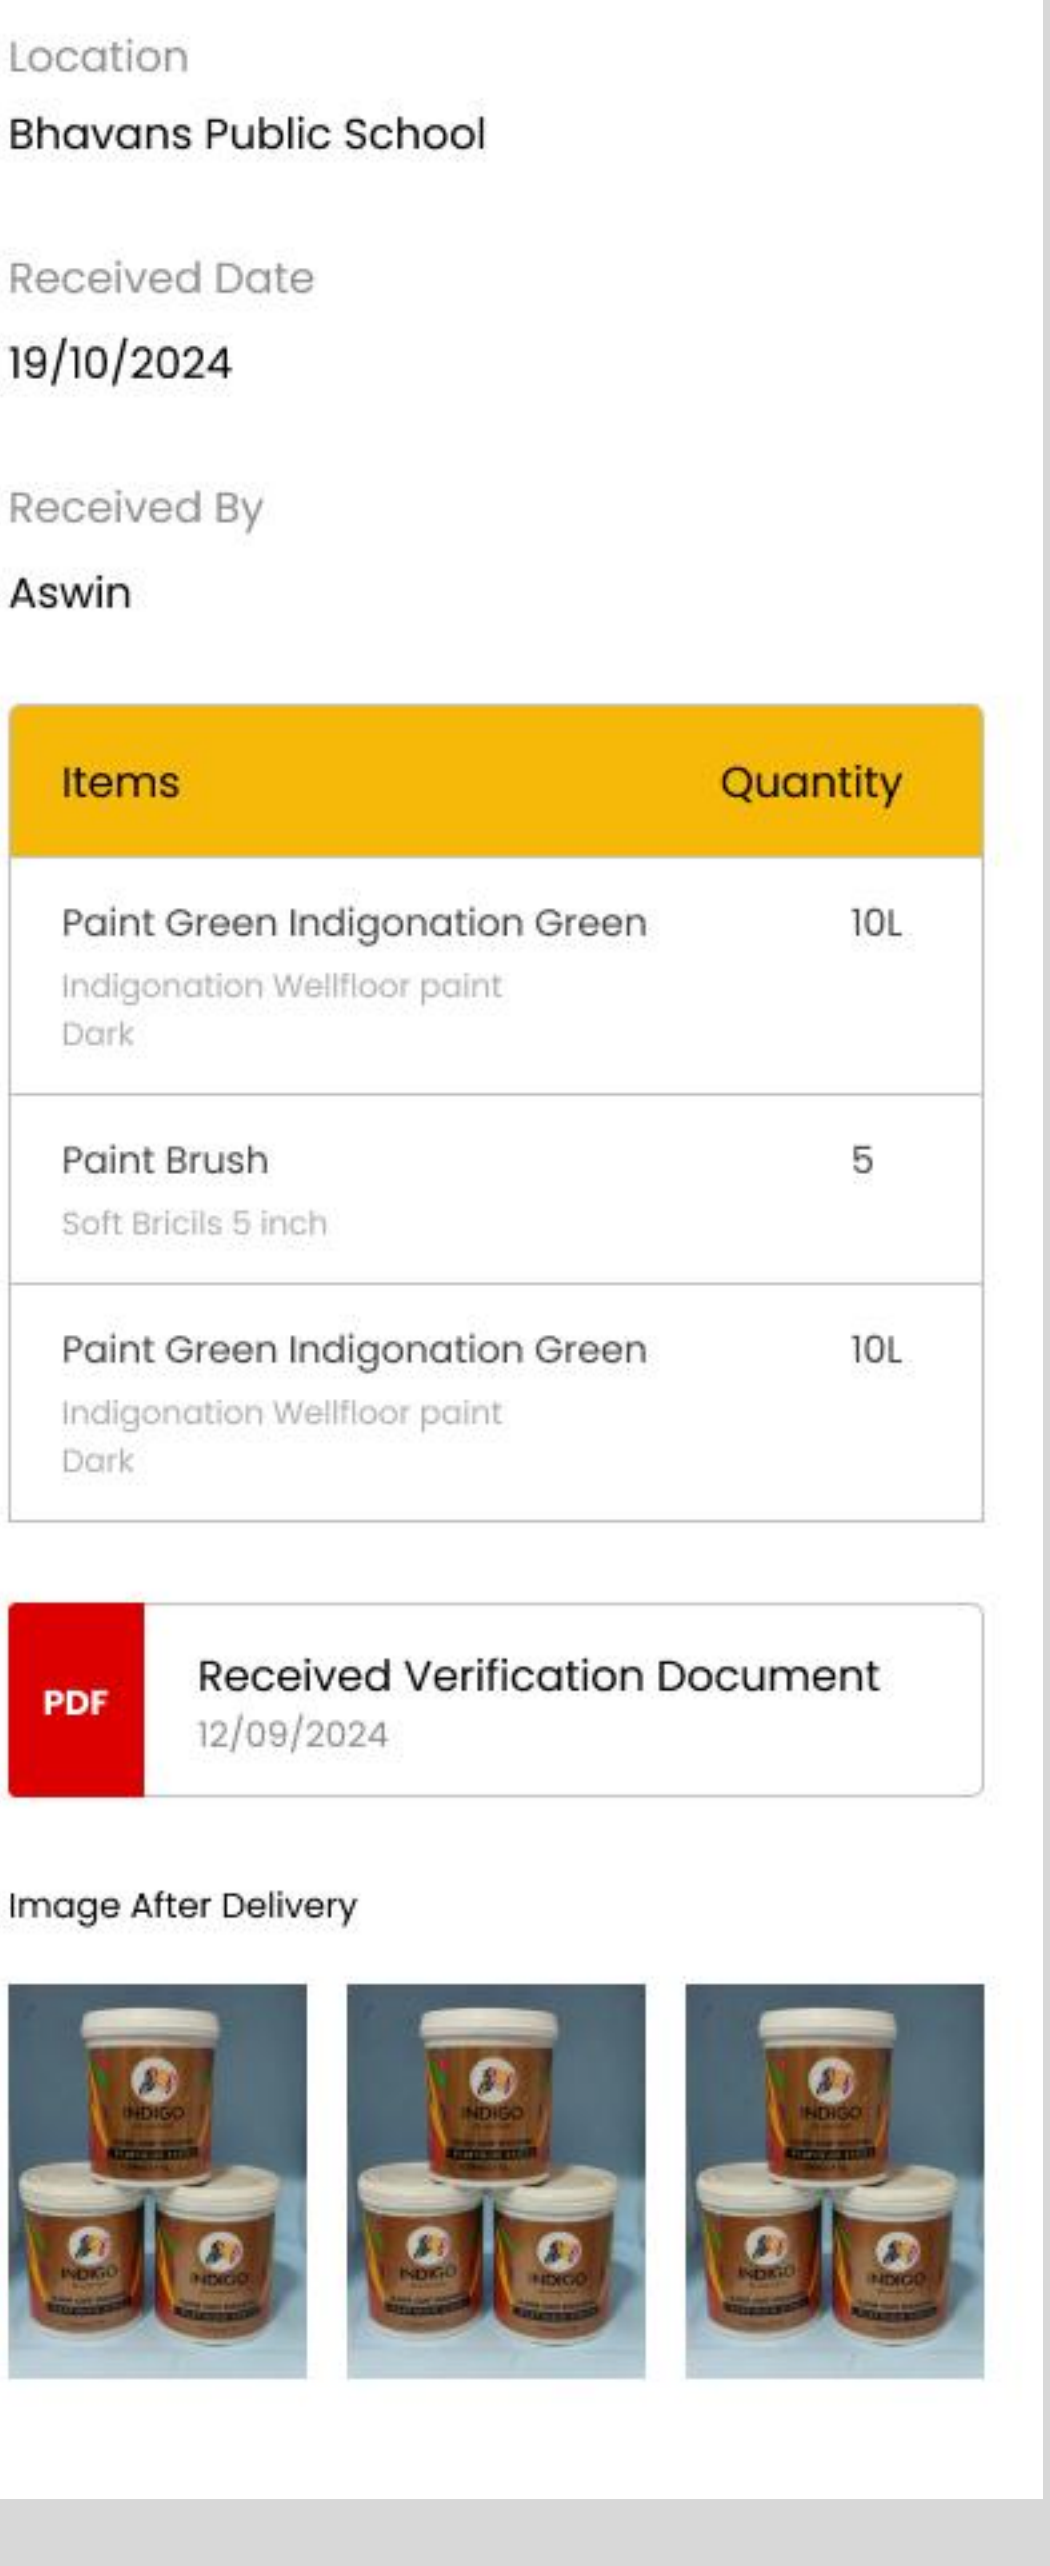 Location
Bhavans Public School
Received Date
19/10/2024
Received By
Aswin
Items Quantity
Paint Green Indigonation Green 10L
Indigonation Wellfloor paint
Dark
Paint Brush 5
Soft Bricils 5 inch
Paint Green Indigonation Green 10L
Indigonation Wellfloor paint
Dark
PDF
Received Verification Document
12/09/2024
Image After Delivery
INDIGO
INDIGO INDIGO
INDIGO
INDIGO INDIGO
INDIGO
INDIGO INDIGO